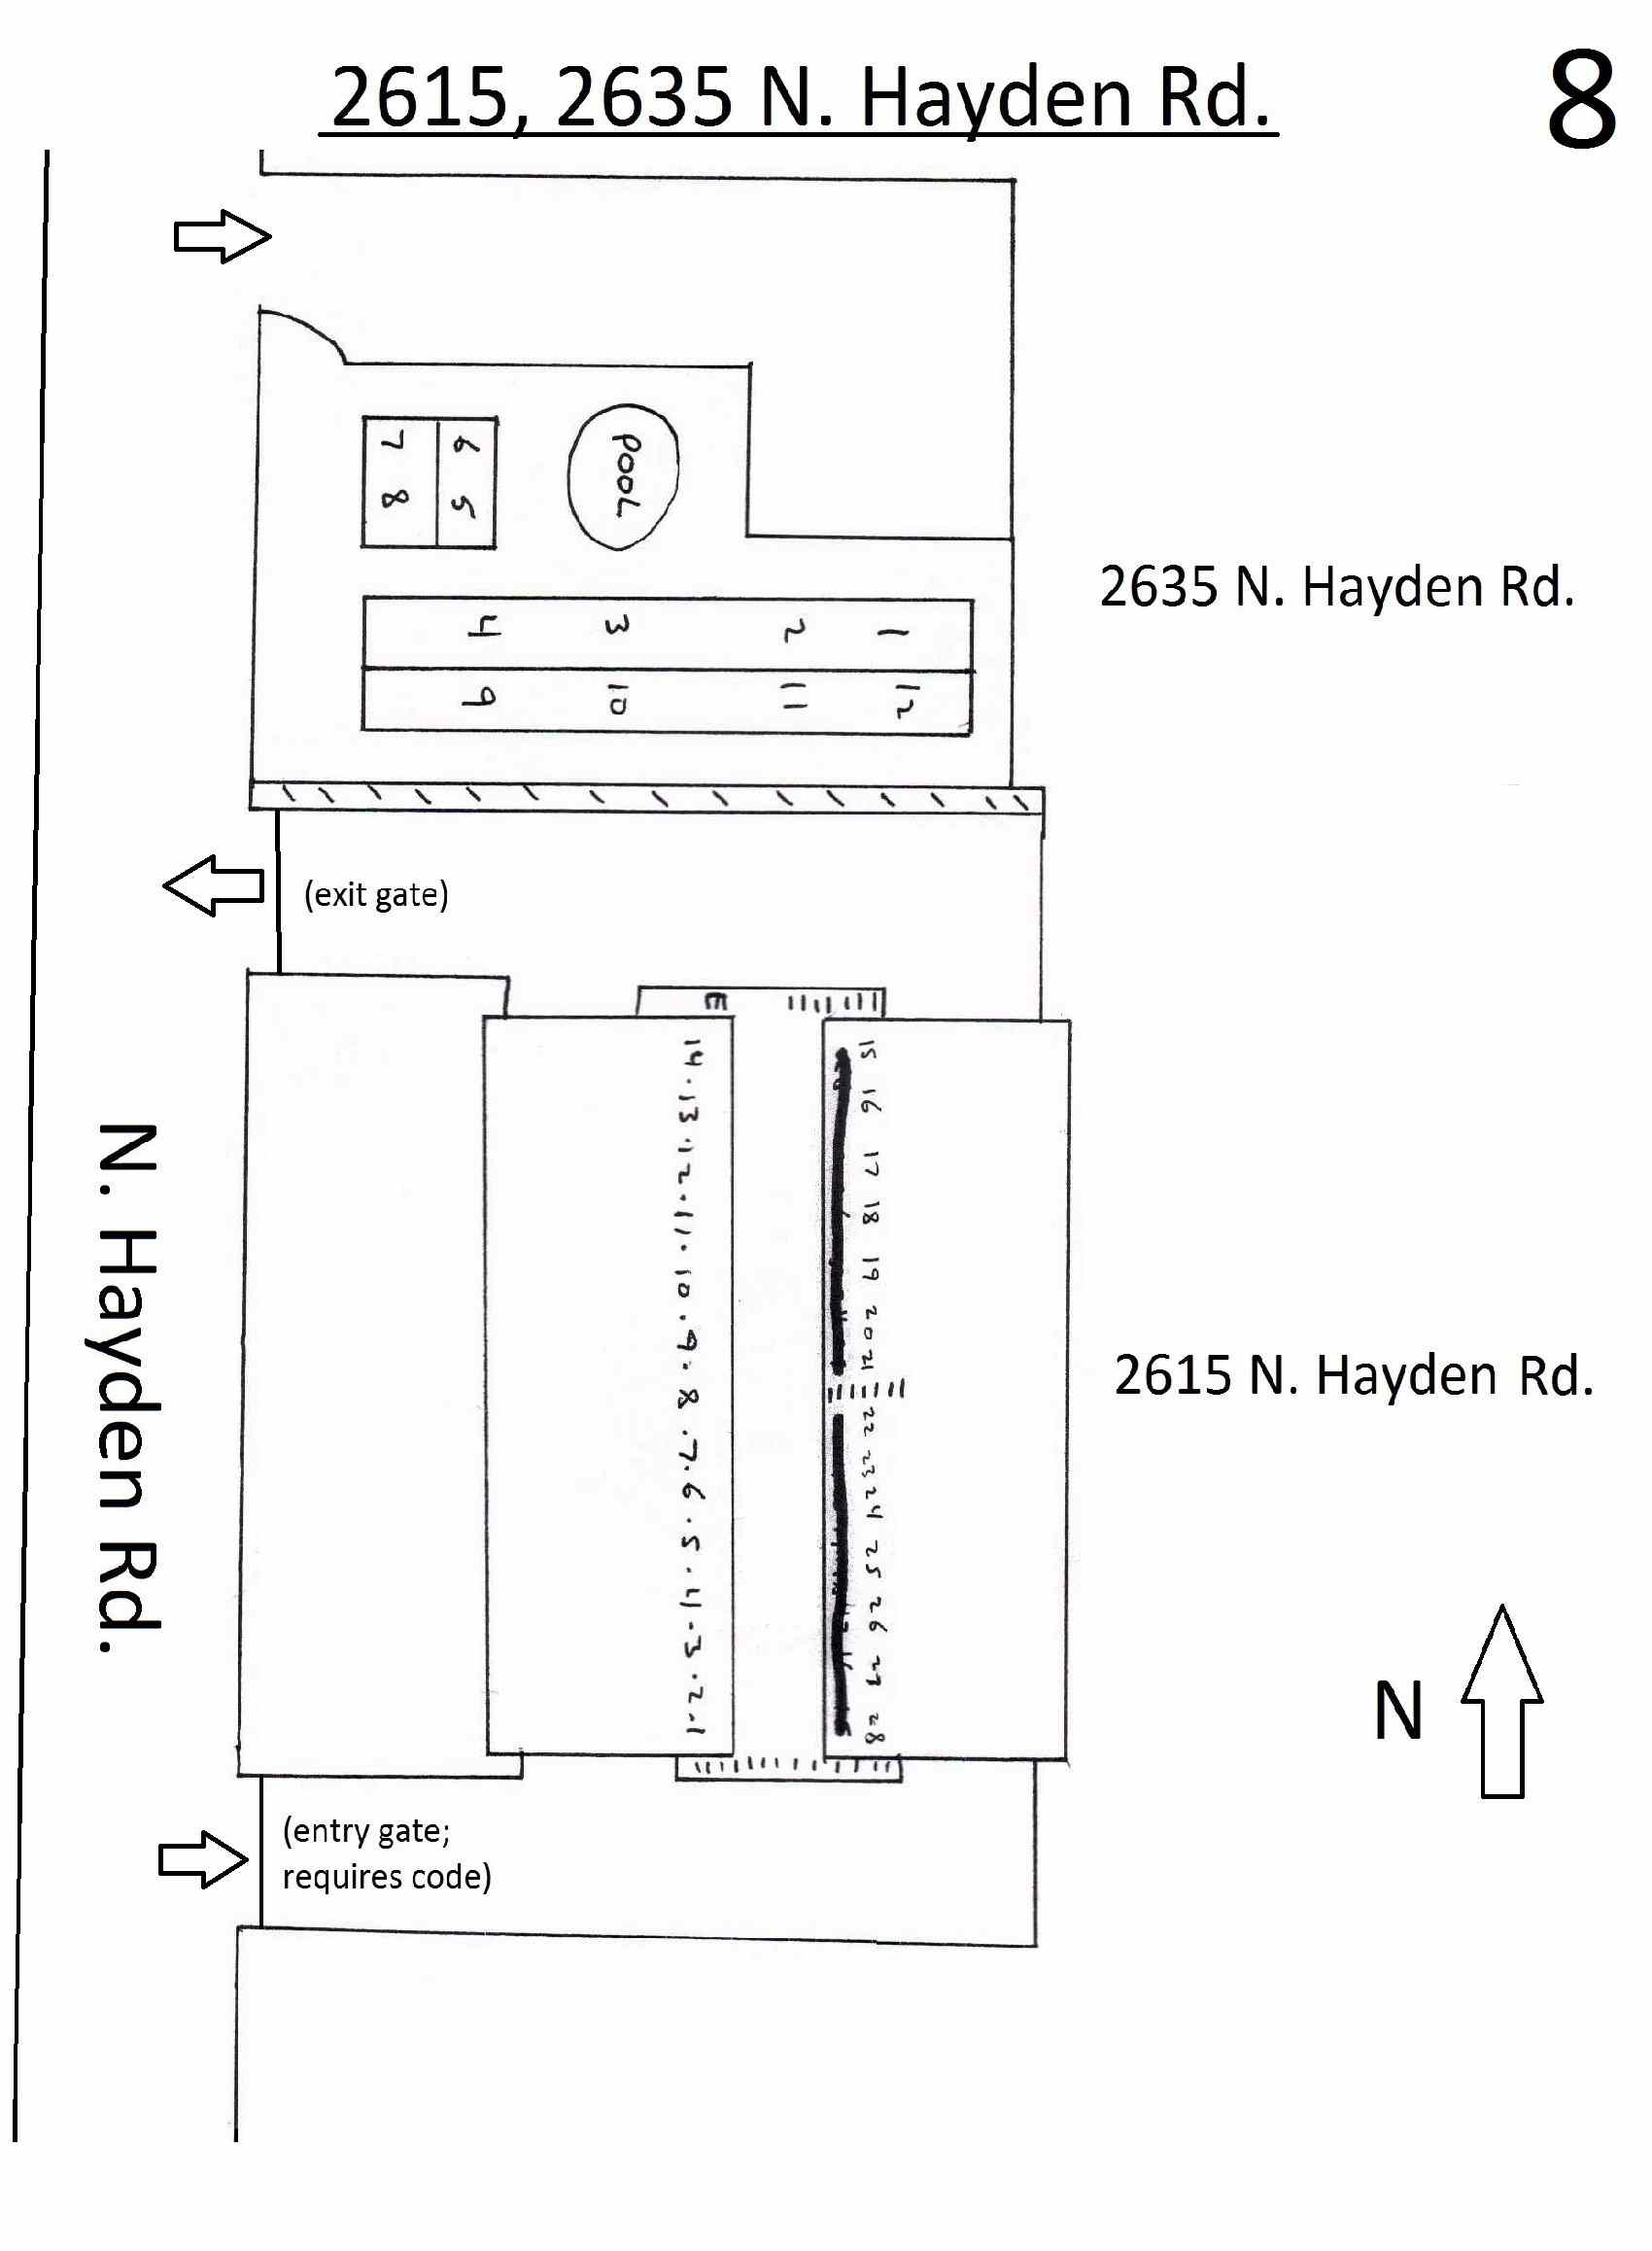 2615, 2635 N. Hayden Rd.
8
7 8
6 5
POOL
2635 N. Hayden Rd.
4 3 2 1
9 10 11 12
(exit gate)
E
14 . 13 . 12 . 11 . 10 . 9 . 8 . 7 . 6 . 5 . 4 . 3 . 2 . 1
15 16 17 18 19 20 21 22 23 24 25 26 27 28
N. Hayden Rd.
2615 N. Hayden Rd.
N
(entry gate;
requires code)